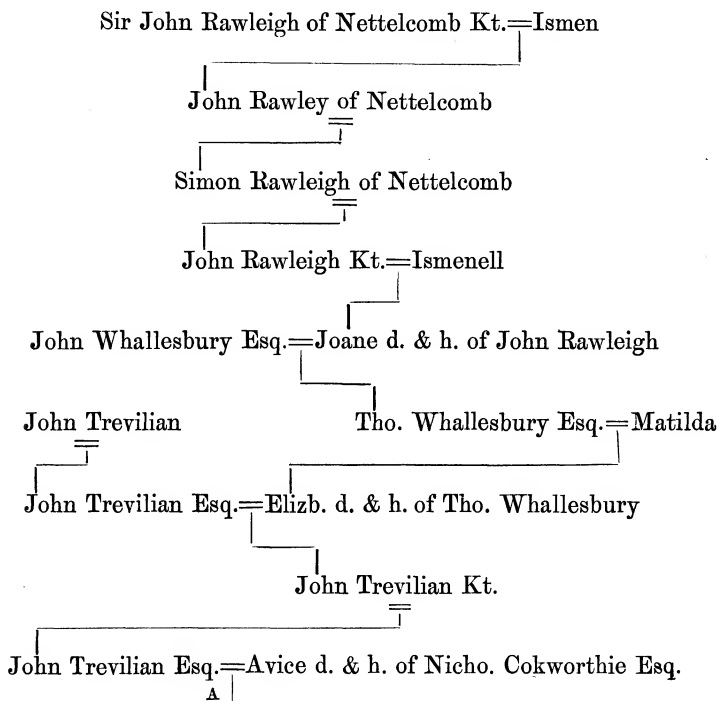 Sir John Rawleigh of Nettelcomb Kt.=Ismen
John Rawley of Nettelcomb
=
Simon Rawleigh of Nettelcomb
=
John Rawleigh Kt.=Ismenell
John Whallesbury Esq.=Joane d. & h. of John Rawleigh
John Trevilian
=
Tho. Whallesbury Esq.=Matilda
John Trevilian Esq.=Elizb. d. & h. of Tho. Whallesbury
John Trevilian Kt.
=
John Trevilian Esq.=Avice d. & h. of Nicho. Cokworthie Esq.
A